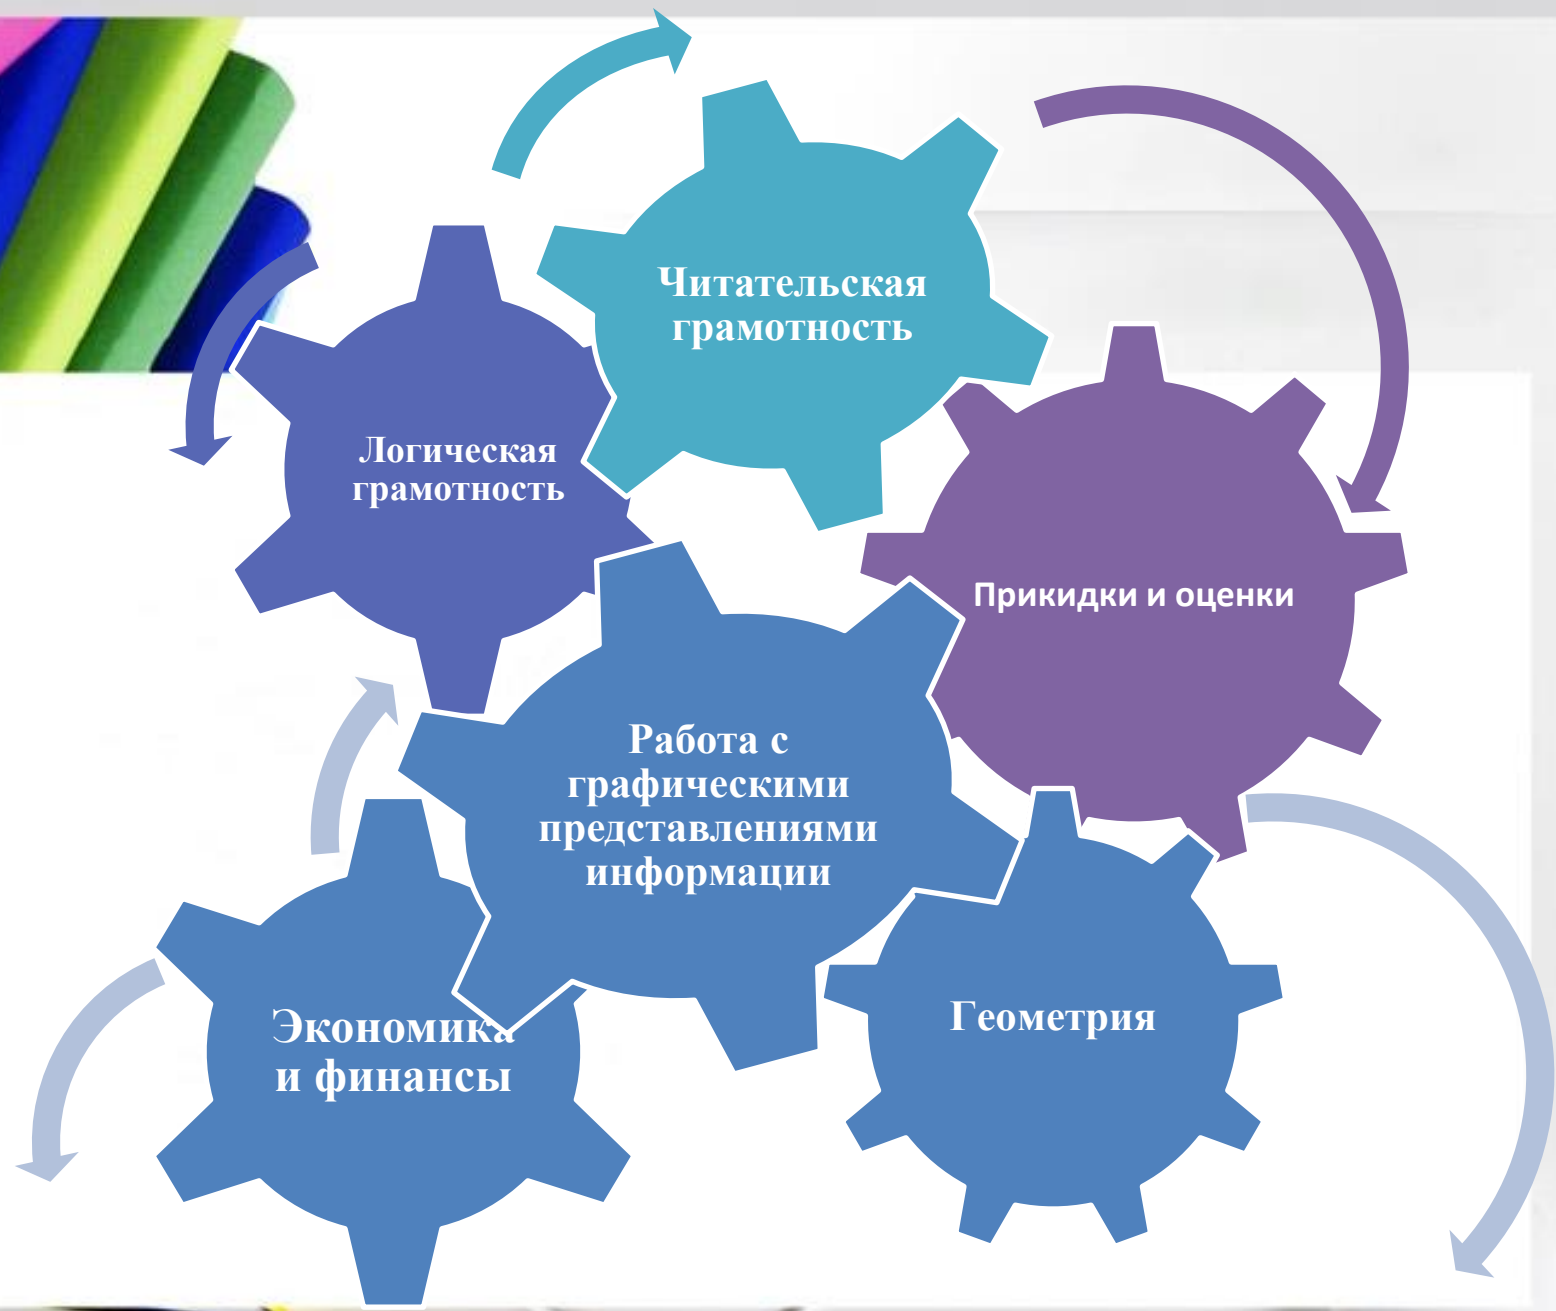 Читательская
грамотность
Логическая
грамотность
Прикидки и оценки
Работа с
графическими
представлениями
информации
Экономика
и финансы
Геометрия